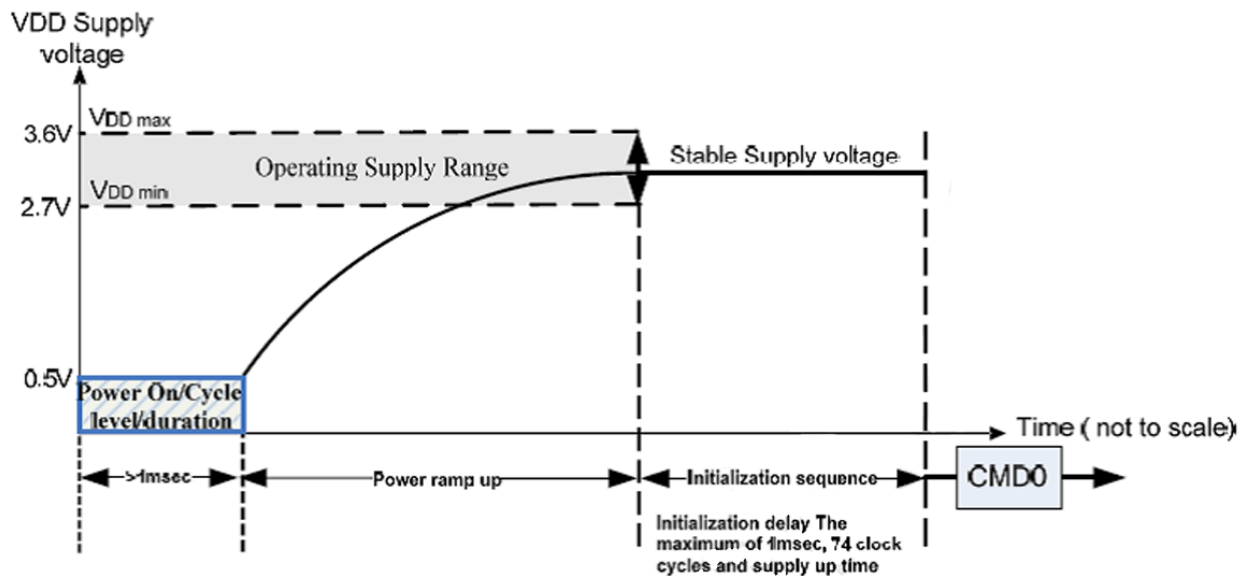 VDD Supply
voltage
VDD max
3.6V
Operating Supply Range
Stable Supply voltage
VDD min
2.7V
0.5V
Power On/Cycle
level/duration
Time ( not to scale)
>1msec
Power ramp up
Initialization sequence
CMD0
Initialization delay The
maximum of 1msec, 74 clock
cycles and supply up time